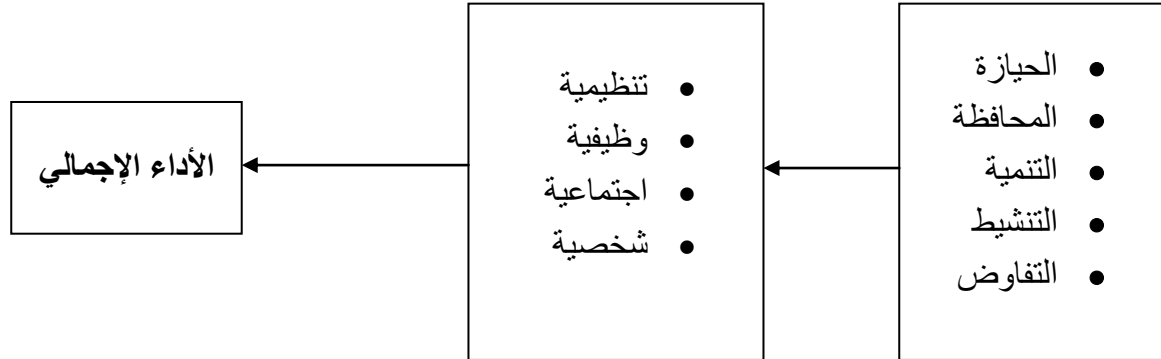 الحيازة
المحافظة
التنمية
التنشيط
التفاوض
تنظيمية
وظيفية
اجتماعية
شخصية
الأداء الإجمالي